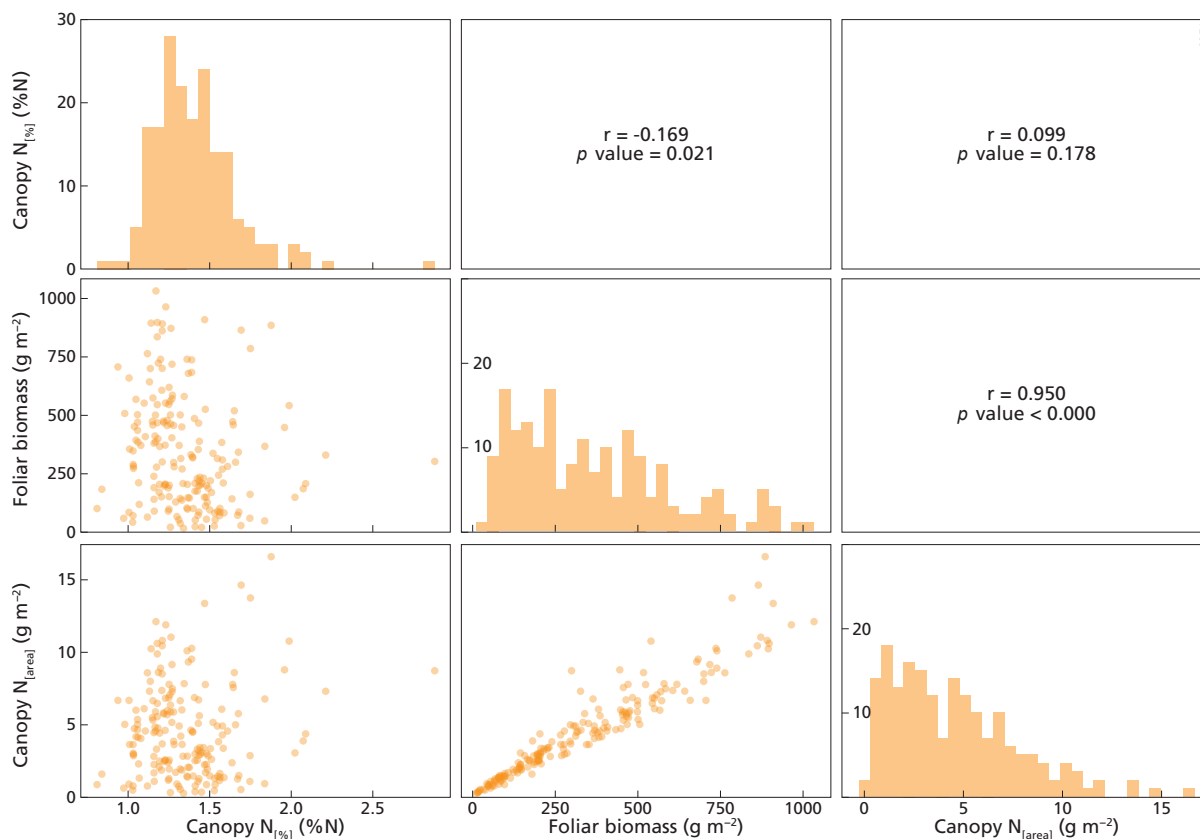 30
20
10
0
Canopy N[%] (%N)
r = -0.169
p value = 0.021
r = 0.099
p value = 0.178
1000
750
500
250
0
Foliar biomass (g m⁻²)
20
10
r = 0.950
p value < 0.000
15
10
5
0
Canopy N[area] (g m⁻²)
20
10
1.0 1.5 2.0 2.5
Canopy N[%] (%N)
0 250 500 750 1000
Foliar biomass (g m⁻²)
0 5 10 15
Canopy N[area] (g m⁻²)